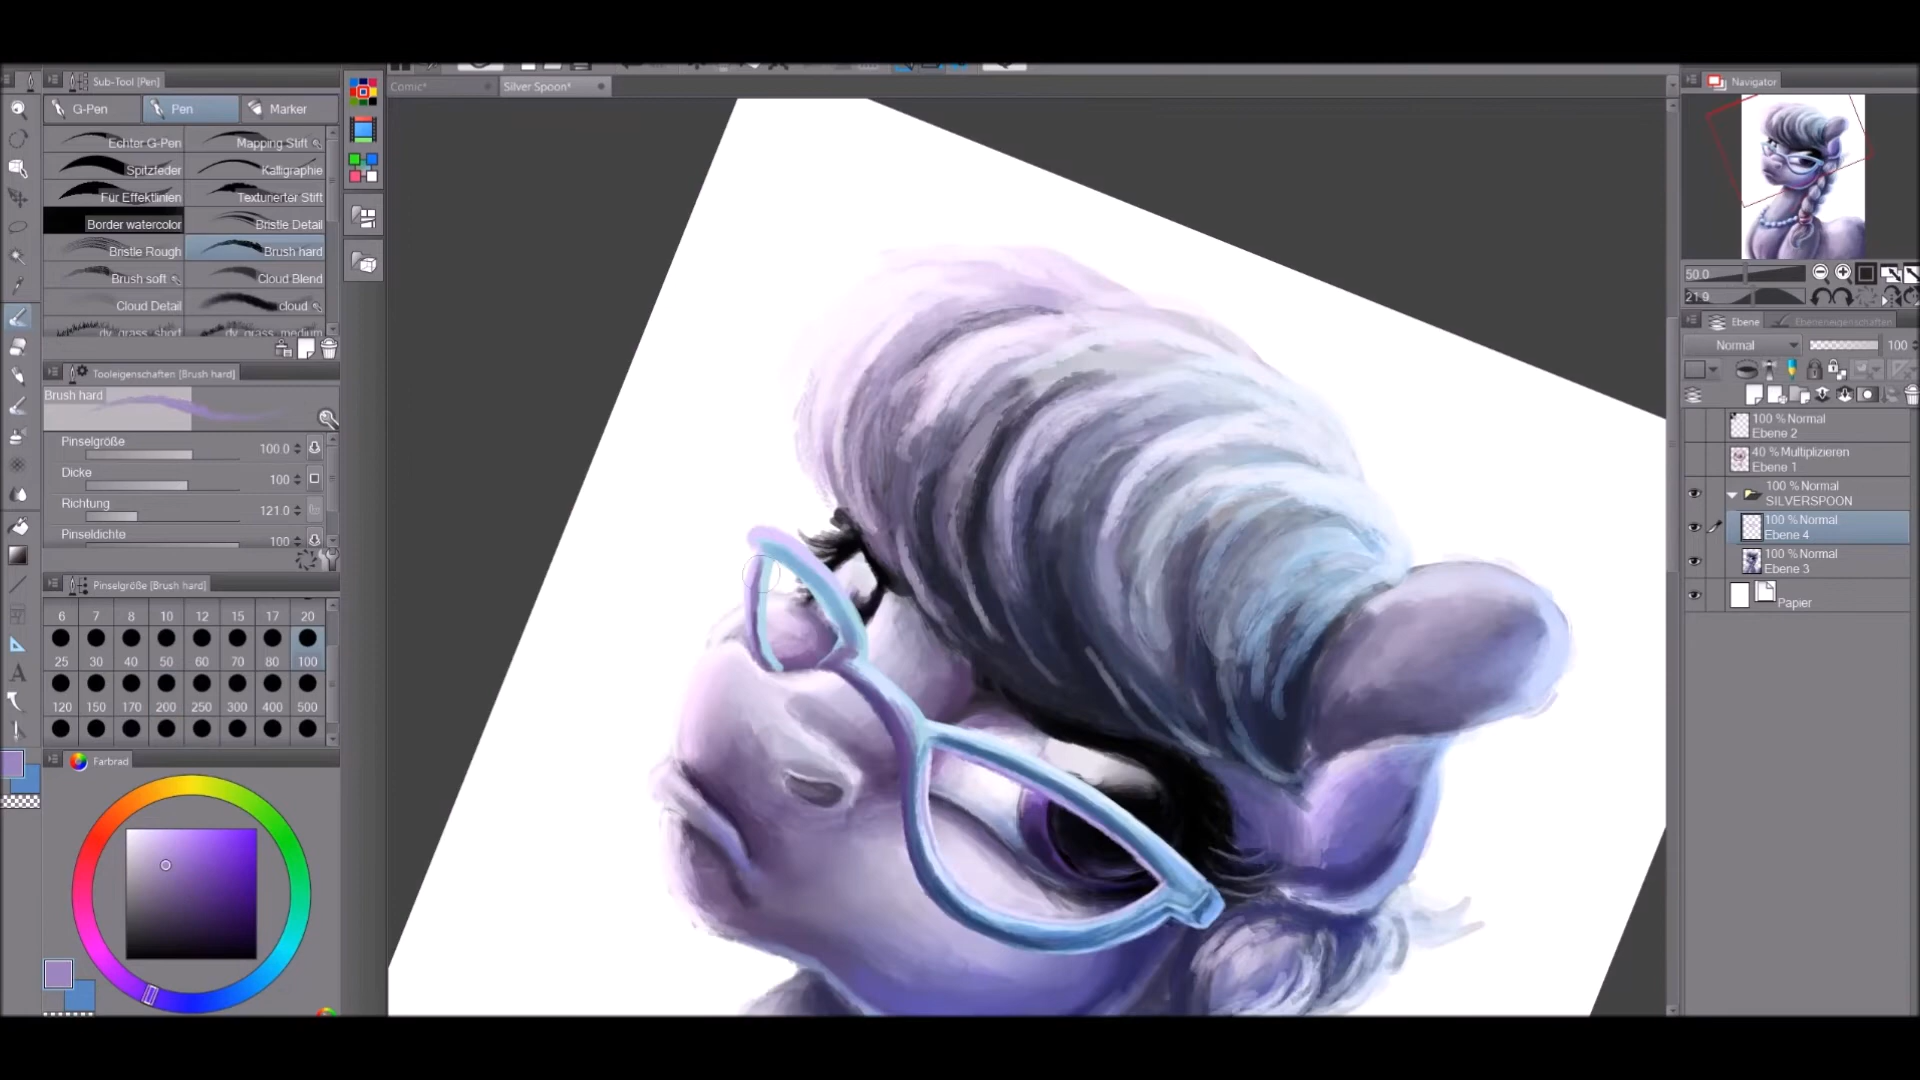 Sub-Tool [Pen]
G-Pen
Pen
Marker
Echter G-Pen
Mapping Stift
Spitzfeder
Kalligraphie
Für Effektlinien
Texturierter Stift
Border watercolor
Bristle Detail
Bristle Rough
Brush hard
Brush soft
Cloud Blend
Cloud Detail
cloud
dv_grass_short
dv_grass_medium
Tooleigenschaften [Brush hard]
Brush hard
Pinselgröße
100.0
Dicke
100
Richtung
121.0
Pinseldichte
100
Pinselgröße [Brush hard]
6 7 8 10 12 15 17 20
25 30 40 50 60 70 80 100
120 150 170 200 250 300 400 500
Farbrad
Comic*
Silver Spoon*
Navigator
50.0
21.9
Ebene
Ebeneneigenschaften
Normal
100
100 % Normal
Ebene 2
40 % Multiplizieren
Ebene 1
100 % Normal
SILVERSPOON
100 % Normal
Ebene 4
100 % Normal
Ebene 3
Papier